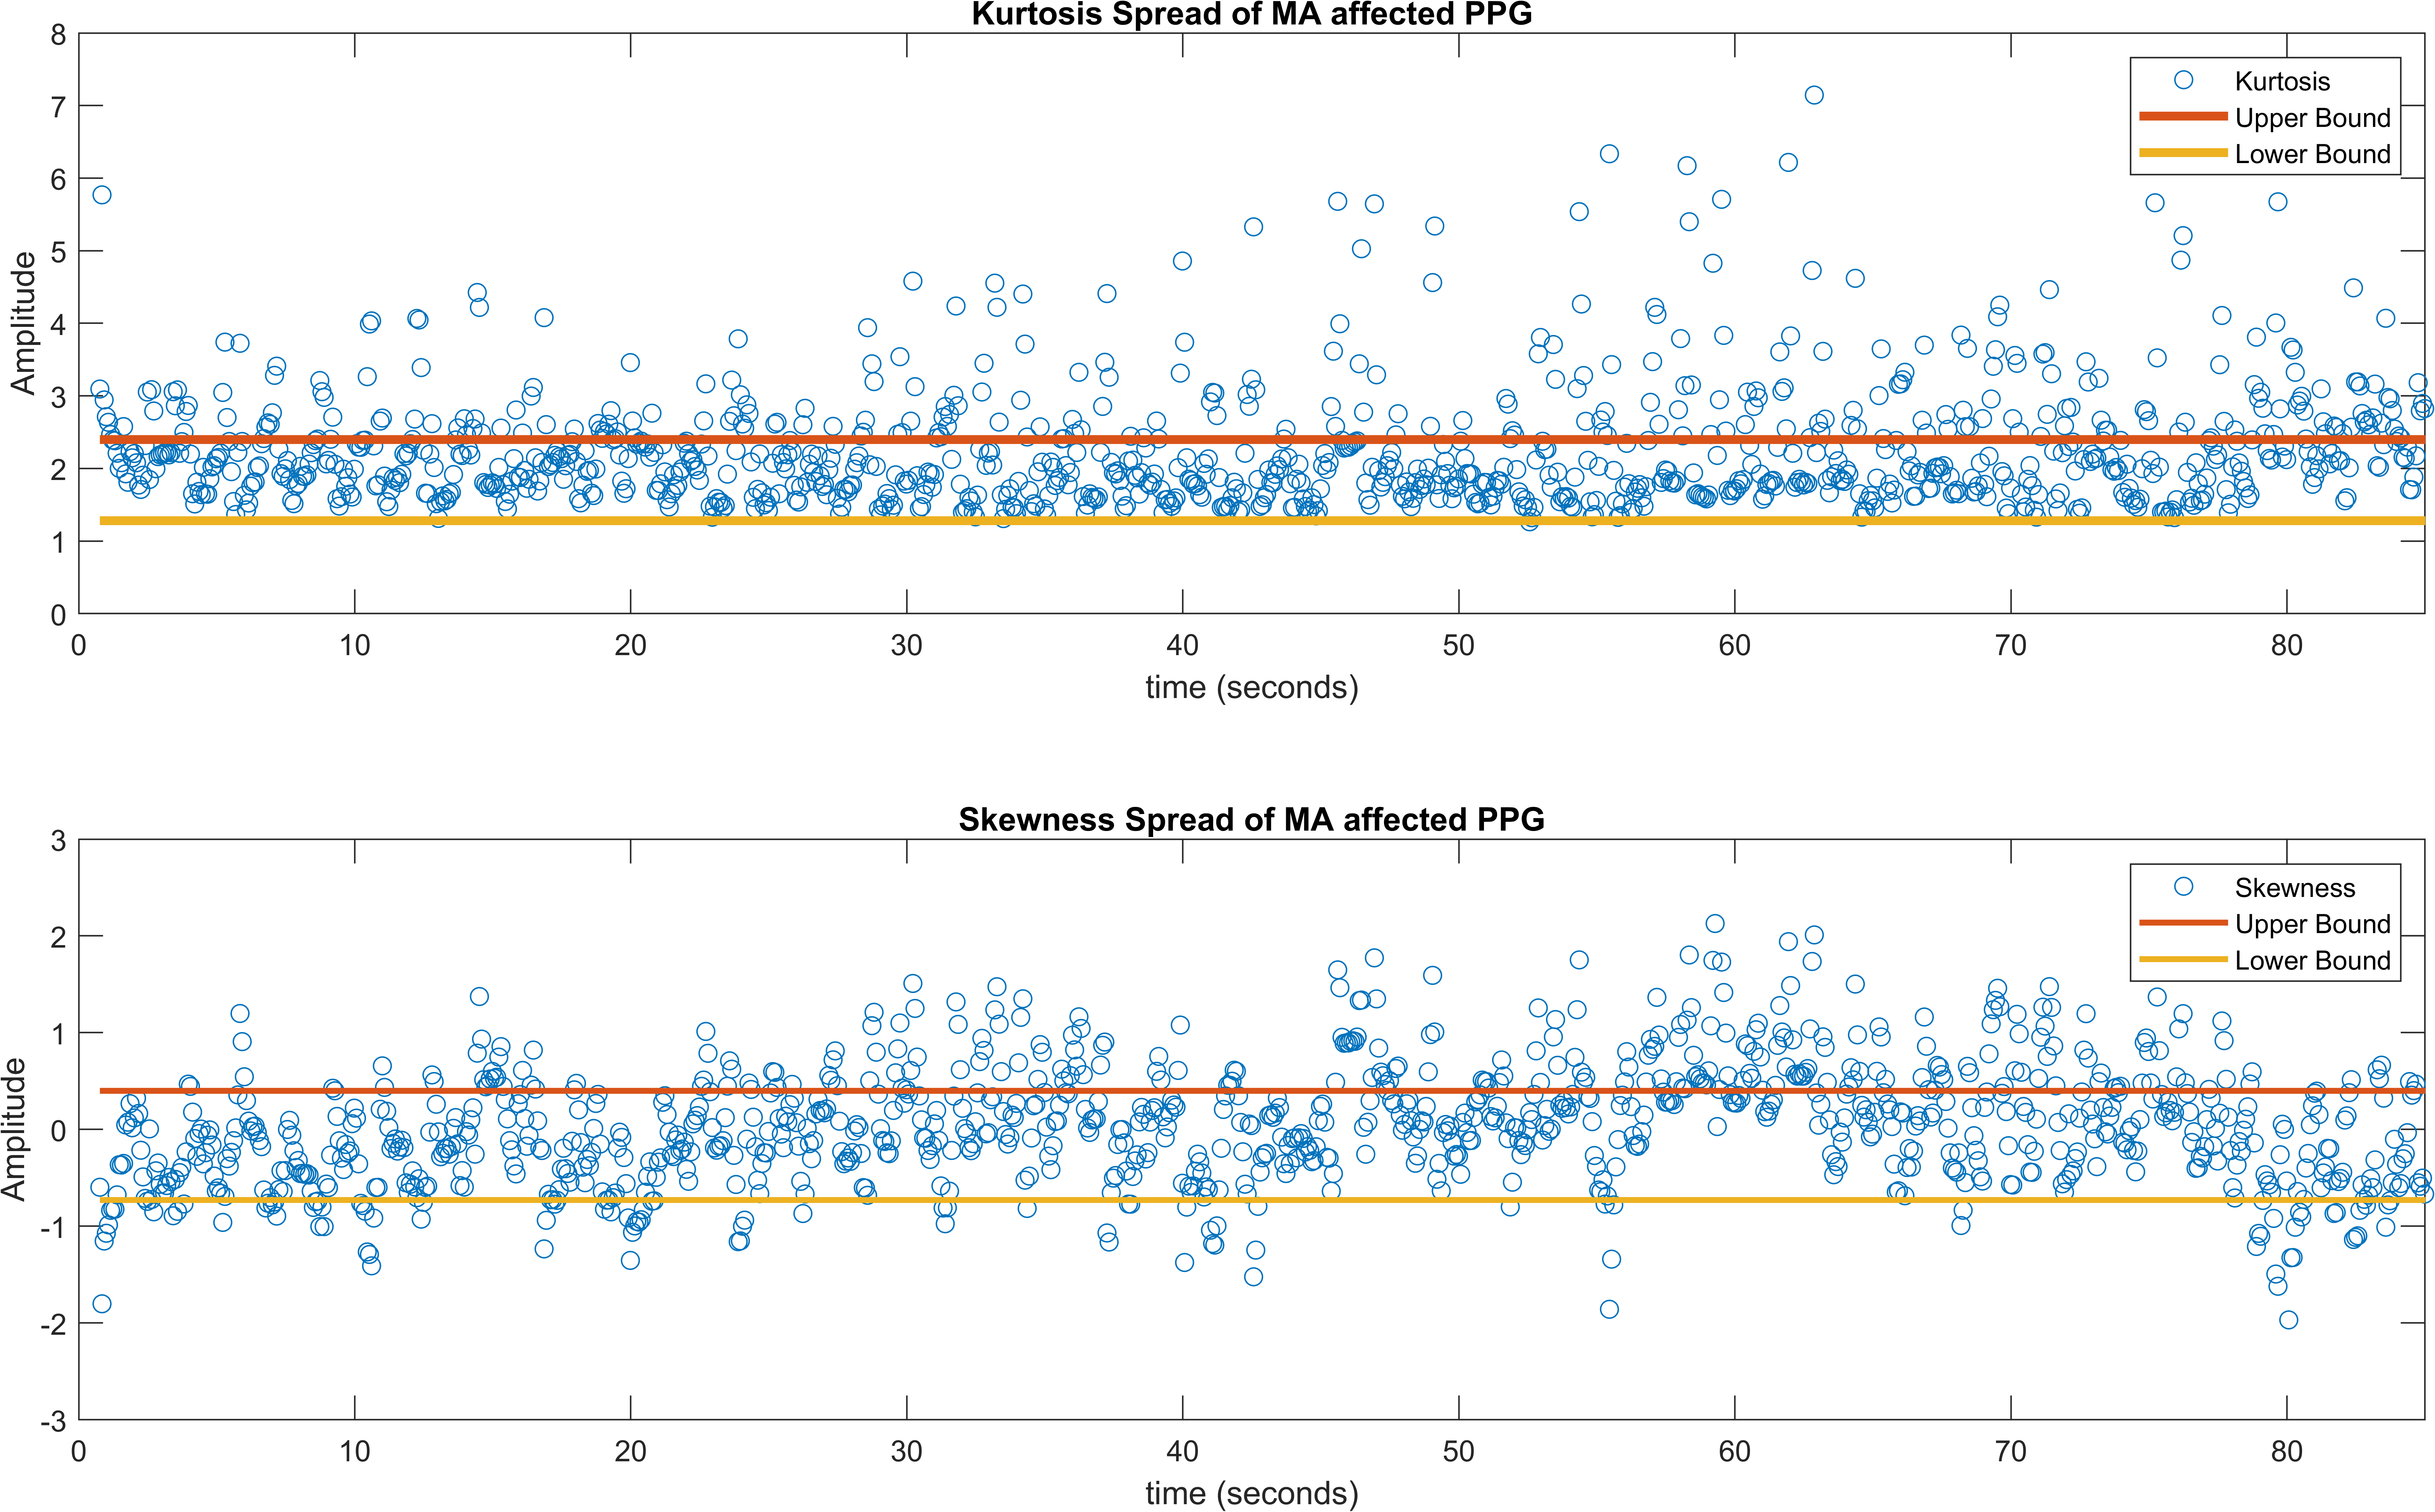 Kurtosis Spread of MA affected PPG
8
7
6
5
4
3
2
1
0
Amplitude
Kurtosis
Upper Bound
Lower Bound
0 10 20 30 40 50 60 70 80
time (seconds)
Skewness Spread of MA affected PPG
3
2
1
0
-1
-2
-3
Amplitude
Skewness
Upper Bound
Lower Bound
0 10 20 30 40 50 60 70 80
time (seconds)